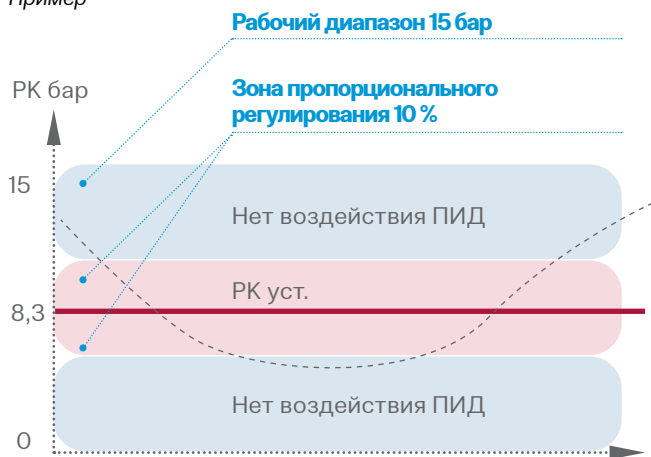 Пример
Рабочий диапазон 15 бар
Зона пропорционального
регулирования 10 %
РК бар
15
Нет воздействия ПИД
РК уст.
8,3
Нет воздействия ПИД
0